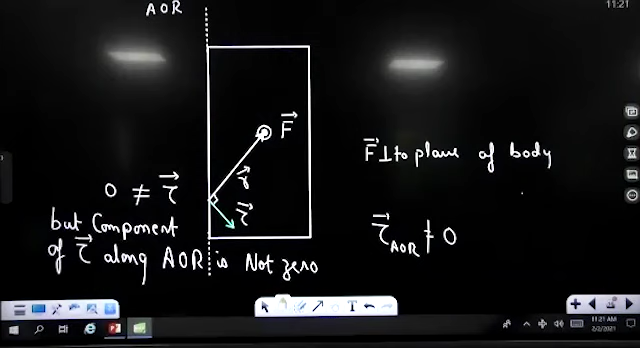 AOR
11:21
F
r
τ
F ⊥ to plane of body
0 ≠ τ
but Component
of τ along AOR is Not zero
τ AOR ≠ 0
11:21 AM
2/2/2021